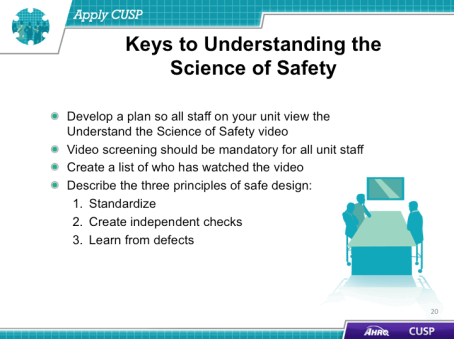 Apply CUSP
Keys to Understanding the
Science of Safety
Develop a plan so all staff on your unit view the
Understand the Science of Safety video
Video screening should be mandatory for all unit staff
Create a list of who has watched the video
Describe the three principles of safe design:
1. Standardize
2. Create independent checks
3. Learn from defects
20
AHRQ CUSP